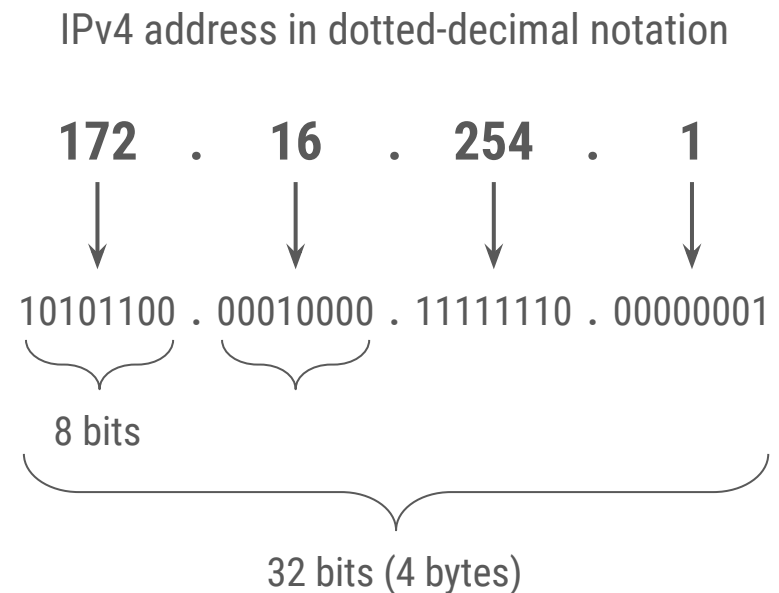 IPv4 address in dotted-decimal notation
172 . 16 . 254 . 1
10101100 . 00010000 . 11111110 . 00000001
8 bits
32 bits (4 bytes)